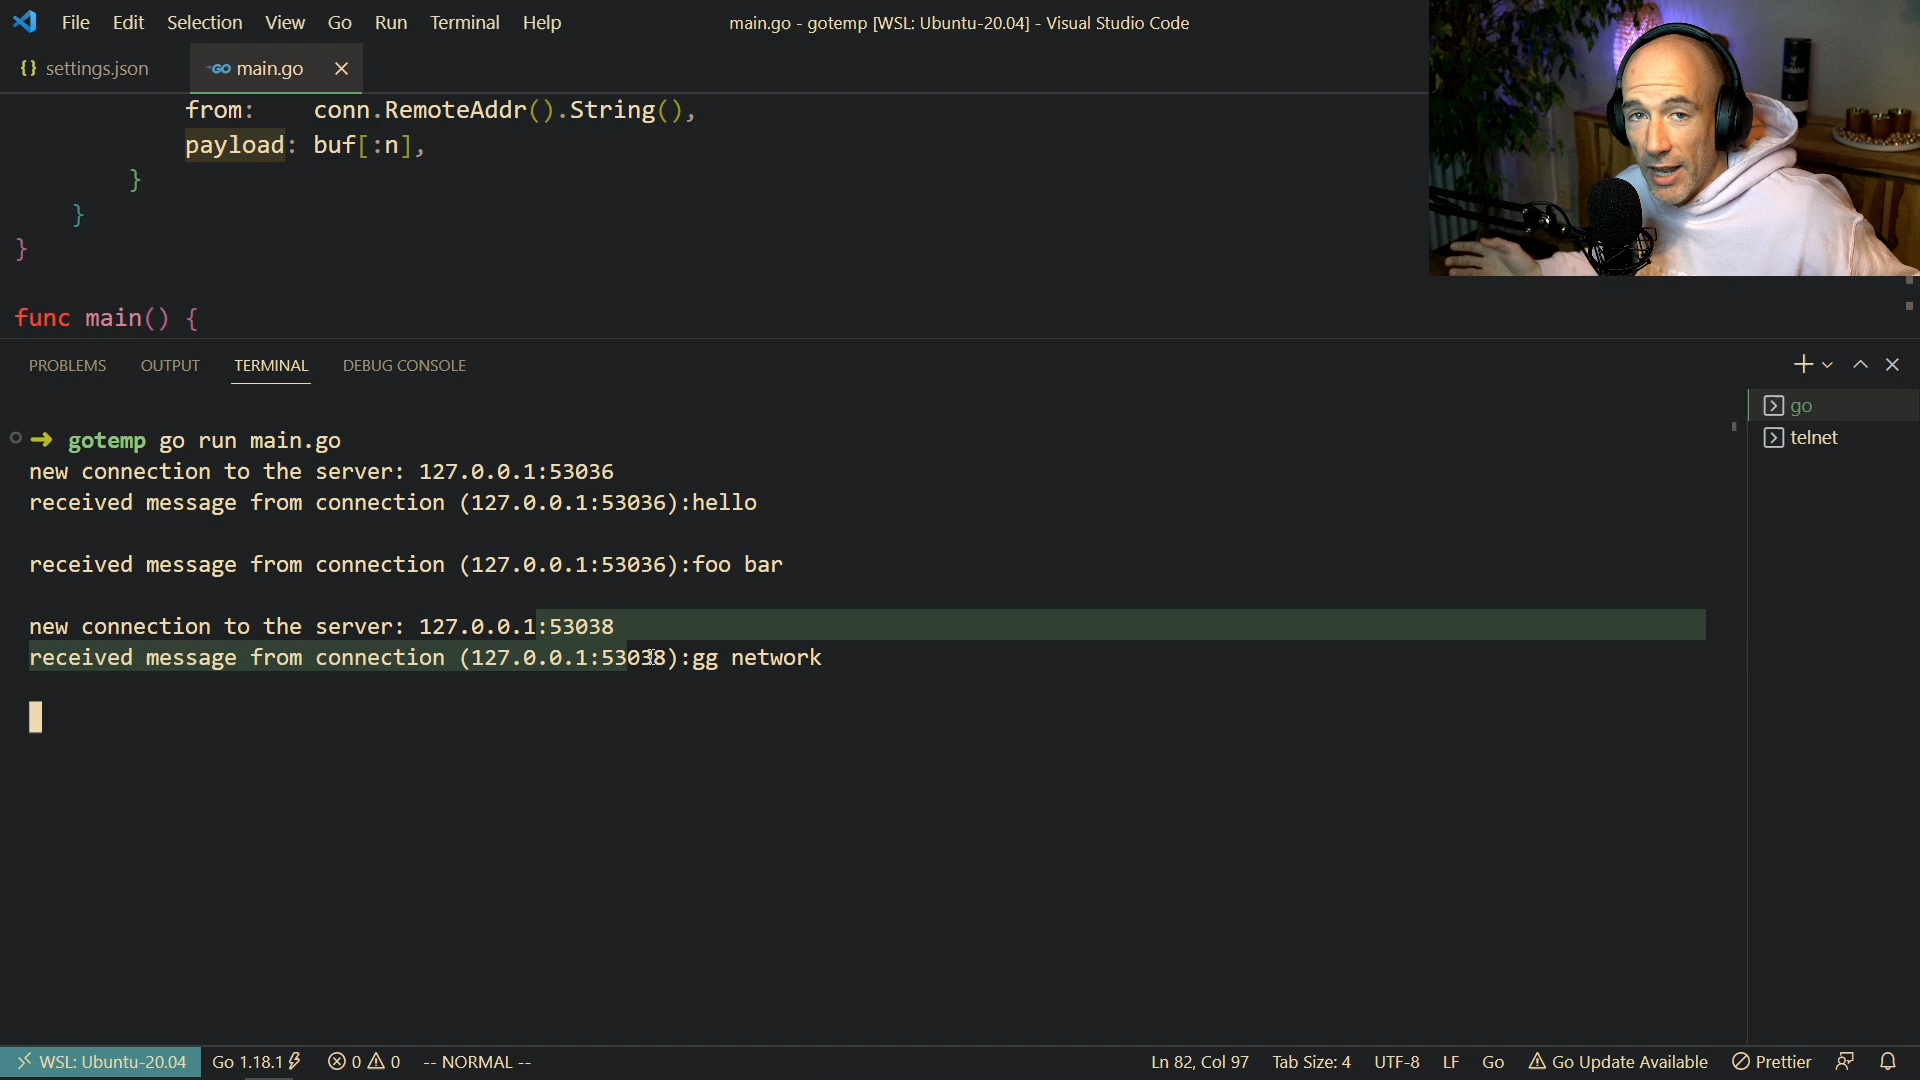 File Edit Selection View Go Run Terminal Help main.go - gotemp [WSL: Ubuntu-20.04] - Visual Studio Code
{} settings.json GO main.go
from: conn.RemoteAddr().String(),
payload: buf[:n],
}
}
}
func main() {
PROBLEMS OUTPUT TERMINAL DEBUG CONSOLE
go
telnet
gotemp go run main.go
new connection to the server: 127.0.0.1:53036
received message from connection (127.0.0.1:53036):hello
received message from connection (127.0.0.1:53036):foo bar
new connection to the server: 127.0.0.1:53038
received message from connection (127.0.0.1:53038):gg network
WSL: Ubuntu-20.04 Go 1.18.1 0 0 -- NORMAL -- Ln 82, Col 97 Tab Size: 4 UTF-8 LF Go Go Update Available Prettier